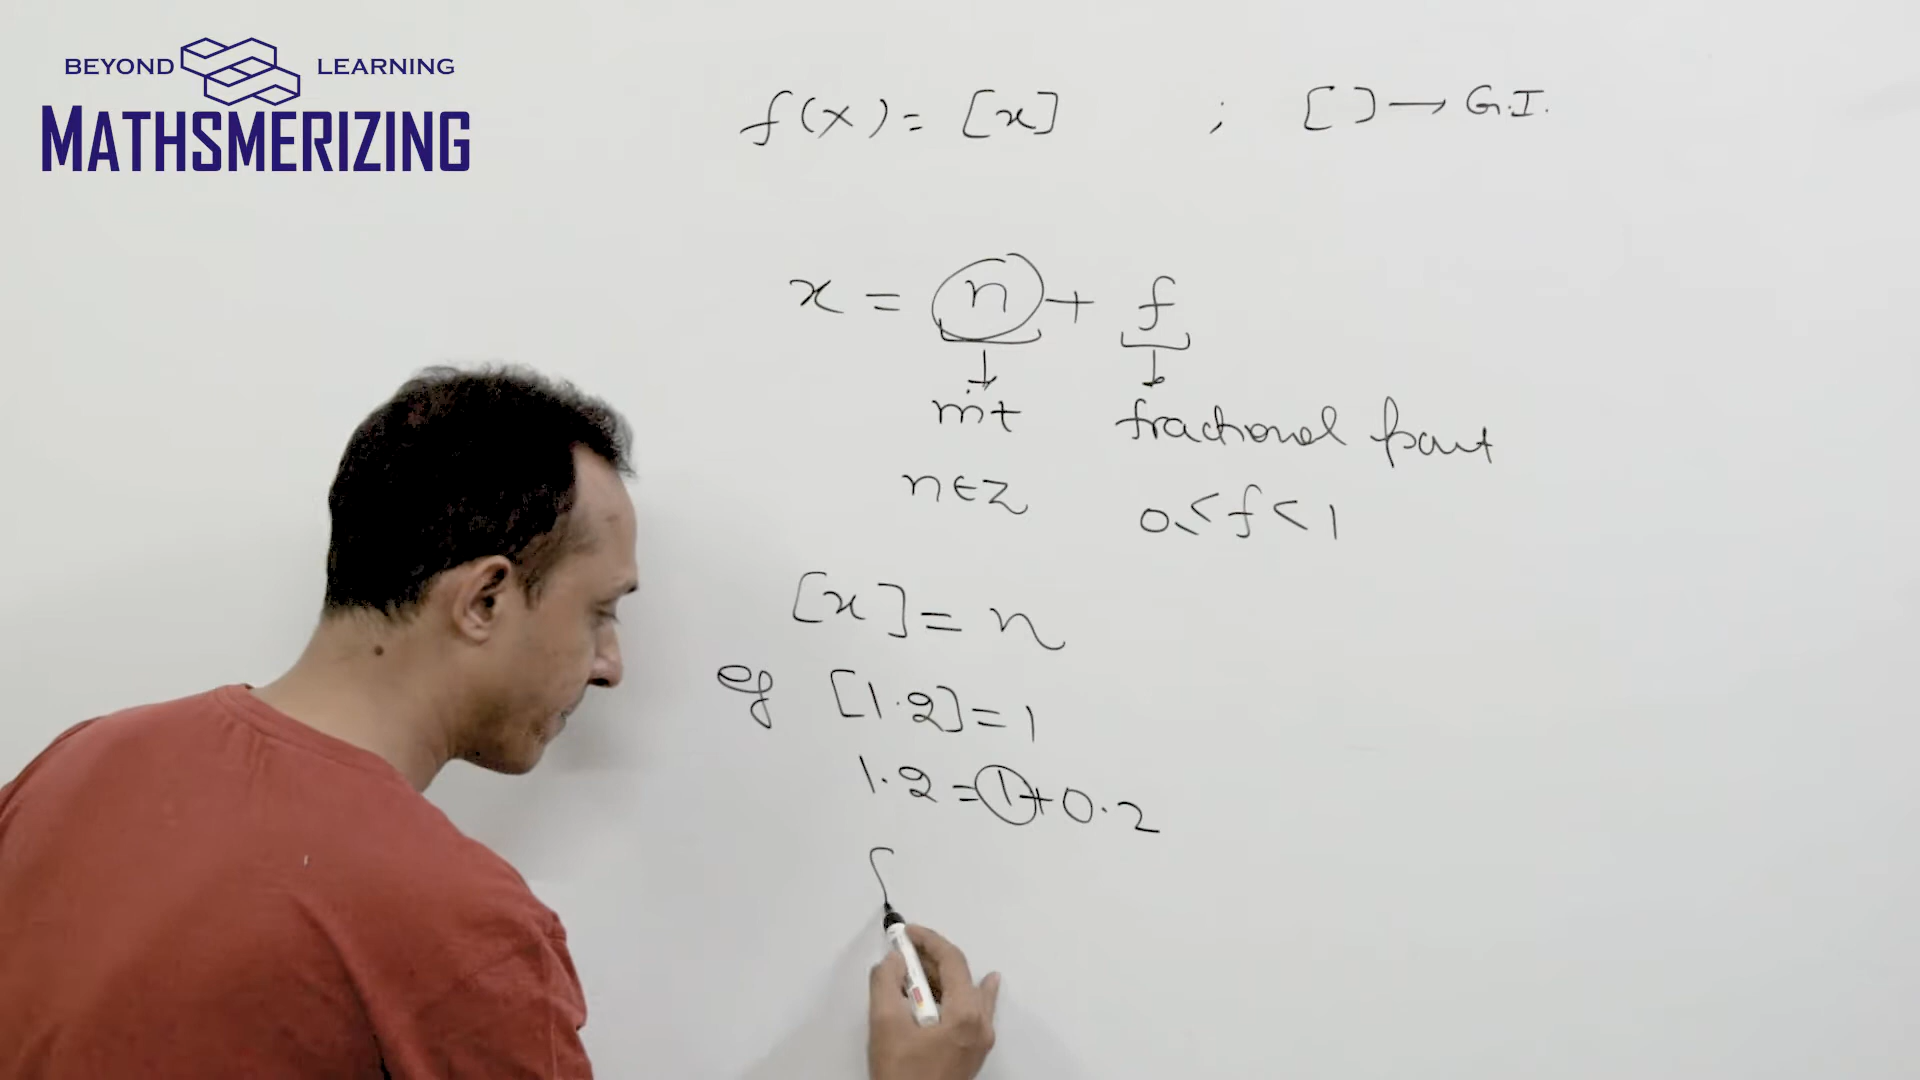 BEYOND LEARNING
MATHSMERIZING
f(x) = [x] ; [ ] → G.I.
x = n + f
int fractional part
n∈Z 0≤f<1
[x] = n
eg [1.2] = 1
1.2 = 1+0.2
[